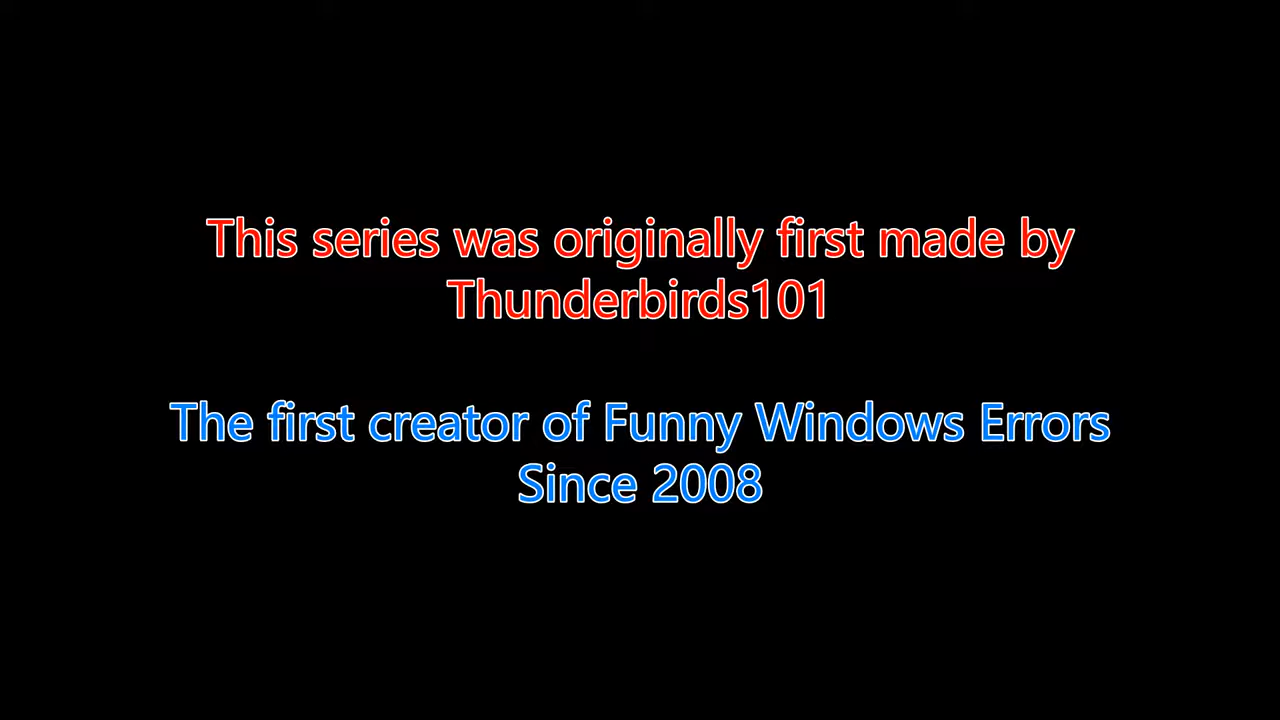 This series was originally first made by
Thunderbirds101
The first creator of Funny Windows Errors
Since 2008